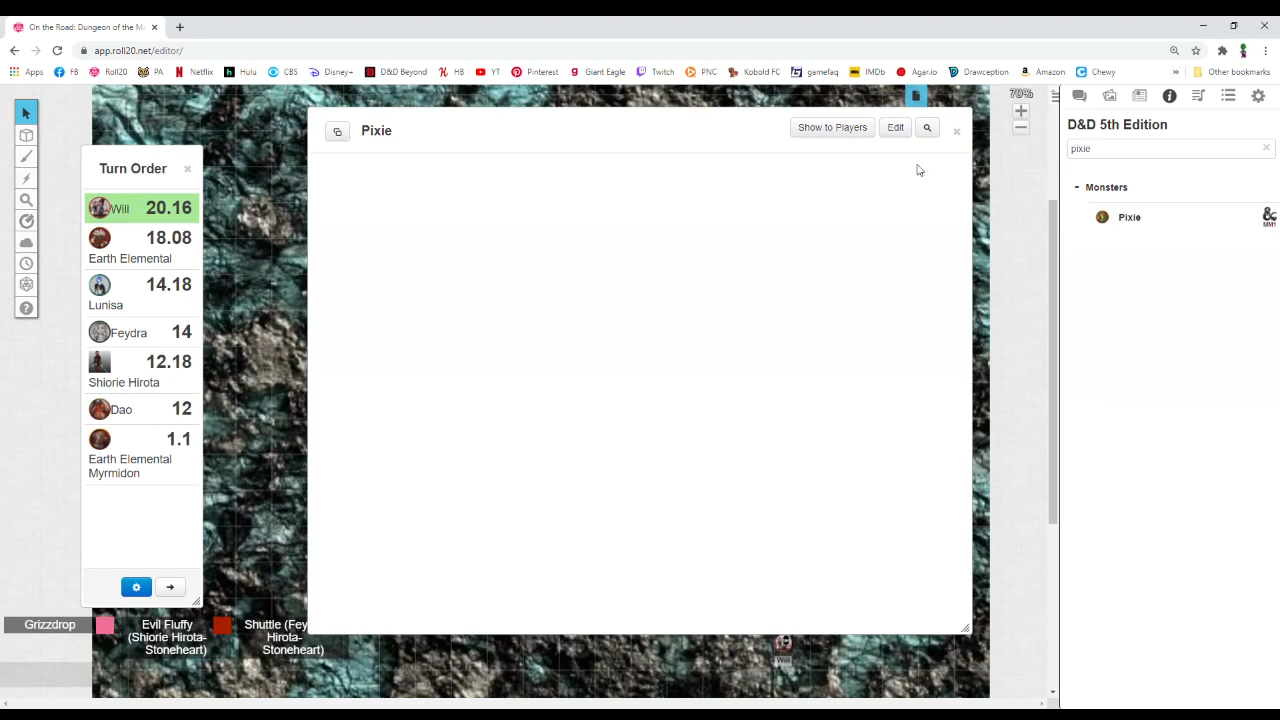 On the Road: Dungeon of the Ma
app.roll20.net/editor/
Apps FB Roll20 PA Netflix Hulu CBS Disney+ D&D Beyond HB YT Pinterest Giant Eagle Twitch PNC Kobold FC gamefaq IMDb Agar.io Drawception Amazon Chewy » Other bookmarks
Pixie
Show to Players Edit
Turn Order
Will 20.16
18.08
Earth Elemental
14.18
Lunisa
Feydra 14
12.18
Shiorie Hirota
Dao 12
1.1
Earth Elemental
Myrmidon
Grizzdrop
Evil Fluffy
(Shiorie Hirota-
Stoneheart)
Shuttle (Fey
Hirota-
Stoneheart)
Will
70%
D&D 5th Edition
pixie
- Monsters
Pixie
MM1